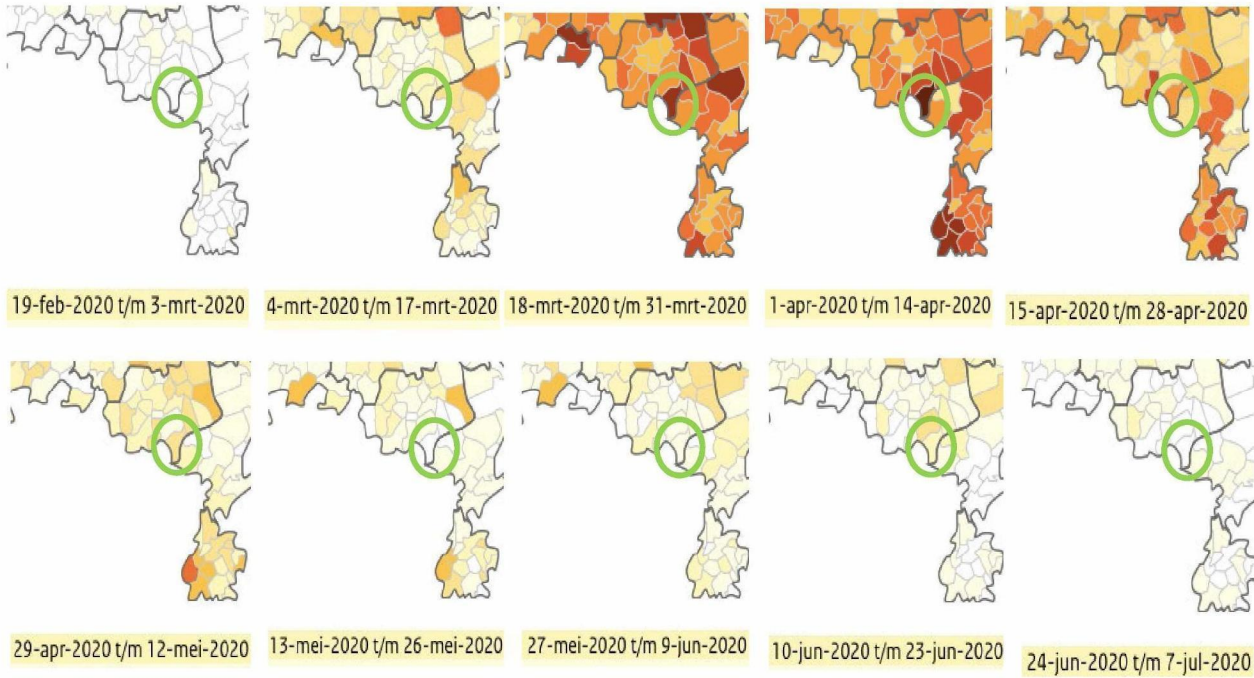 19-feb-2020 t/m 3-mrt-2020
4-mrt-2020 t/m 17-mrt-2020
18-mrt-2020 t/m 31-mrt-2020
1-apr-2020 t/m 14-apr-2020
15-apr-2020 t/m 28-apr-2020
29-apr-2020 t/m 12-mei-2020
13-mei-2020 t/m 26-mei-2020
27-mei-2020 t/m 9-jun-2020
10-jun-2020 t/m 23-jun-2020
24-jun-2020 t/m 7-jul-2020